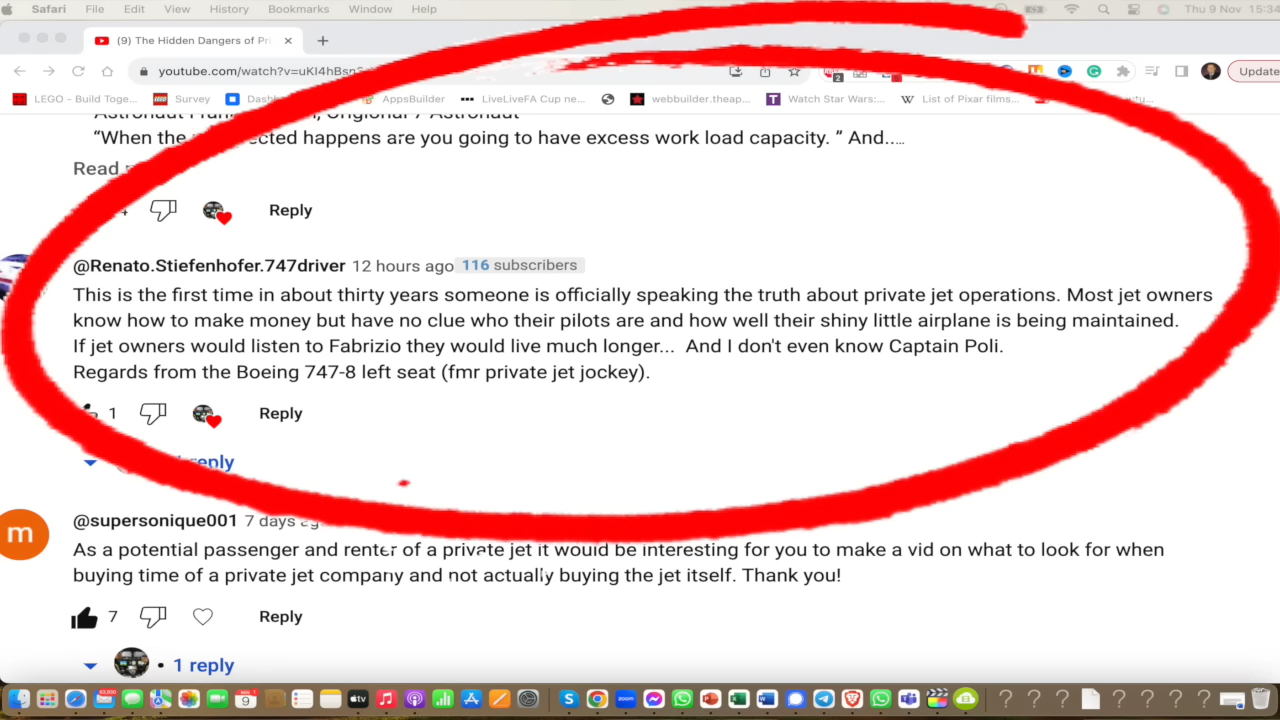 Safari File Edit View History Bookmarks Window Help Thu 9 Nov 15:34
(9) The Hidden Dangers of Pri
youtube.com/watch?v=uKI4hBsn
Update
LEGO – Build Toge... Survey AppsBuilder LiveLiveFA Cup ne... webbuilder.theap... Watch Star Wars:... List of Pixar films...
“When the happens are you going to have excess work load capacity. ” And....
Read
Reply
@Renato.Stiefenhofer.747driver 12 hours ago 116 subscribers
This is the first time in about thirty years someone is officially speaking the truth about private jet operations. Most jet owners
know how to make money but have no clue who their pilots are and how well their shiny little airplane is being maintained.
If jet owners would listen to Fabrizio they would live much longer... And I don't even know Captain Poli.
Regards from the Boeing 747-8 left seat (fmr private jet jockey).
1 Reply
reply
@supersonique001 7 days
m
As a potential passenger and renter of a private jet it would be interesting for you to make a vid on what to look for when
buying time of a private jet company and not actually buying the jet itself. Thank you!
7 Reply
• 1 reply